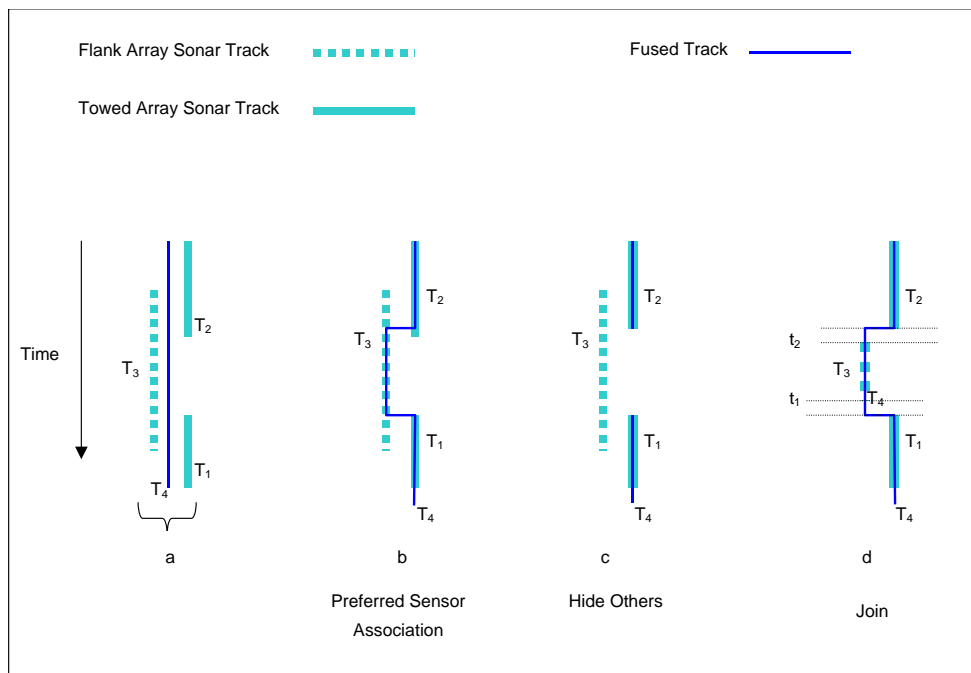 Flank Array Sonar Track
Fused Track
Towed Array Sonar Track
Time
T3
T2
T1
T4
a
T3
T2
T1
T4
b
Preferred Sensor
Association
T3
T2
T1
T4
c
Hide Others
t2
t1
T2
T3
T4
T1
T4
d
Join